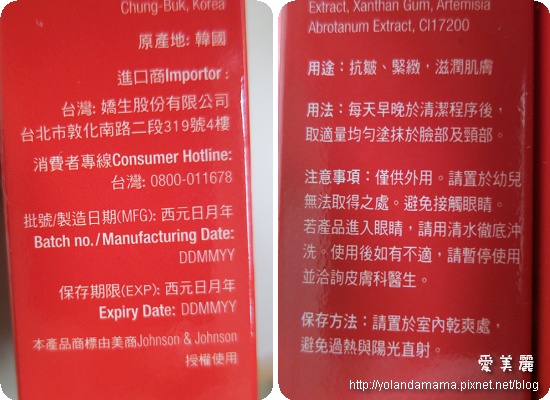 Chung-Buk, Korea
原產地: 韓國
進口商Importor :
台灣: 嬌生股份有限公司
台北市敦化南路二段319號4樓
消費者專線Consumer Hotline:
台灣: 0800-011678
批號/製造日期(MFG): 西元日月年
Batch no./Manufacturing Date:
DDMMYY
保存期限(EXP): 西元日月年
Expiry Date: DDMMYY
本產品商標由美商Johnson & Johnson
授權使用
Extract, Xanthan Gum, Artemisia
Abrotanum Extract, CI17200
用途：抗皺、緊緻，滋潤肌膚
用法：每天早晚於清潔程序後，
取適量均勻塗抹於臉部及頸部。
注意事項：僅供外用。請置於幼兒
無法取得之處。避免接觸眼睛。
若產品進入眼睛，請用清水徹底沖
洗。使用後如有不適，請暫停使用
並洽詢皮膚科醫生。
保存方法：請置於室內乾爽處，
避免過熱與陽光直射。
愛美麗
http://yolandamama.pixnet.net/blog